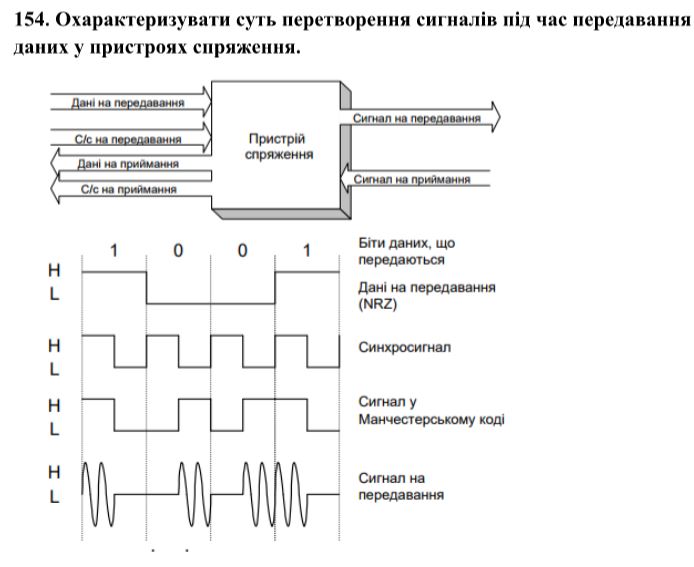 154. Охарактеризувати суть перетворення сигналів під час передавання
даних у пристроях спряження.
Дані на передавання
С/с на передавання
Дані на приймання
С/с на приймання
Пристрій
спряження
Сигнал на передавання
Сигнал на приймання
1 0 0 1
Біти даних, що
передаються
H
L
Дані на передавання
(NRZ)
H
L
Синхросигнал
H
L
Сигнал у
Манчестерському коді
H
L
Сигнал на
передавання